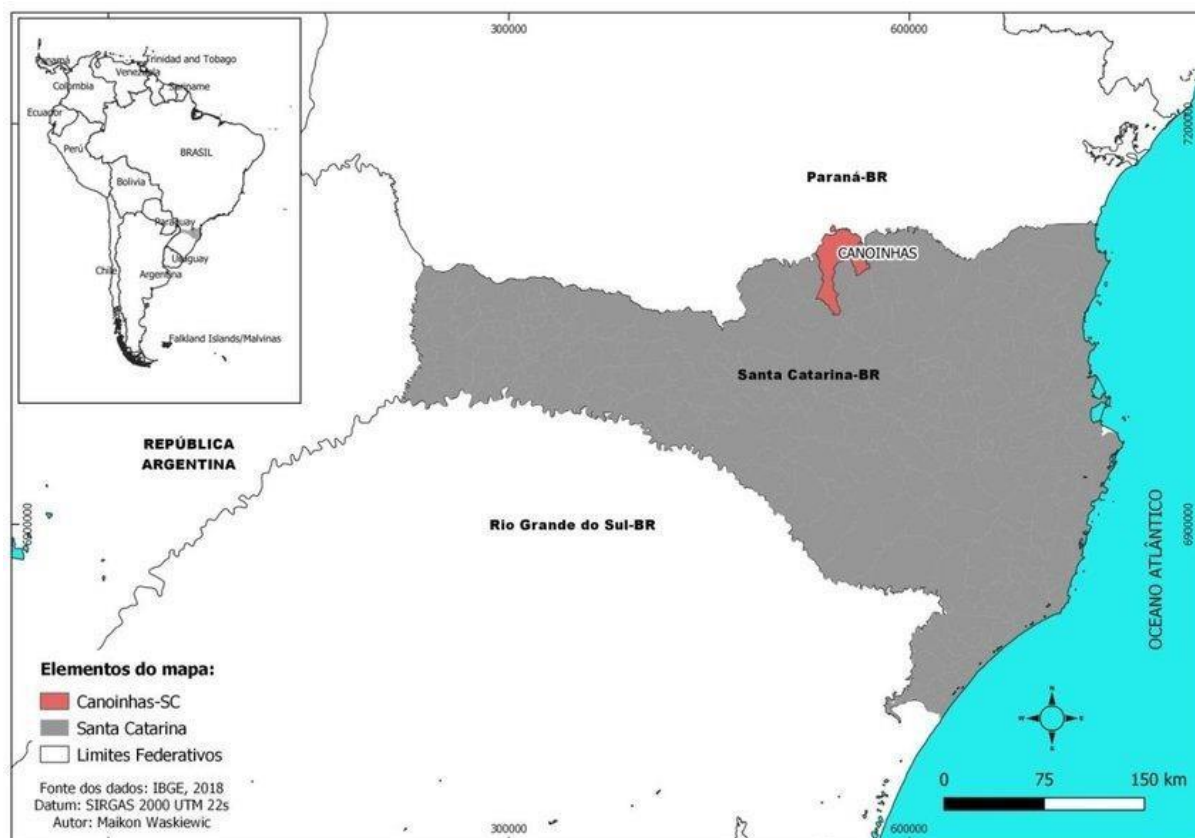 300000
600000
Panamá
Trinidad and Tobago
Venezuela
Colombia
Suriname
Ecuador
Perú
BRASIL
Bolivia
Paraguay
Uruguay
Chile
Argentina
Falkland Islands/Malvinas
7200000
Paraná-BR
CANOINHAS
Santa Catarina-BR
REPÚBLICA
ARGENTINA
Rio Grande do Sul-BR
6900000
6900000
OCEANO ATLÂNTICO
Elementos do mapa:
Canoinhas-SC
Santa Catarina
Limites Federativos
Fonte dos dados: IBGE, 2018
Datum: SIRGAS 2000 UTM 22s
Autor: Maikon Waskiewic
N
W E
S
0 75 150 km
300000
600000